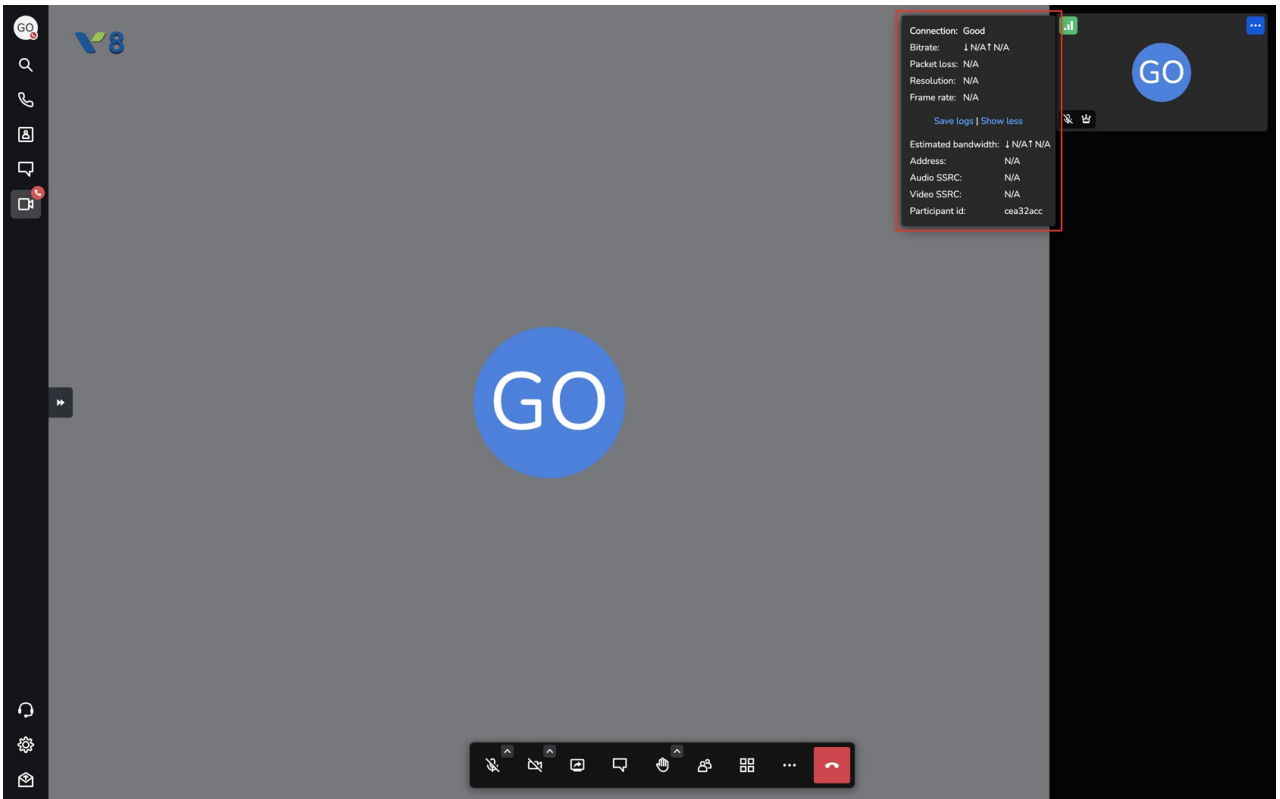 GO
8
Connection: Good
Bitrate: ↓ N/A↑ N/A
Packet loss: N/A
Resolution: N/A
Frame rate: N/A
Save logs | Show less
Estimated bandwidth: ↓ N/A↑ N/A
Address: N/A
Audio SSRC: N/A
Video SSRC: N/A
Participant id: cea32acc
GO
GO